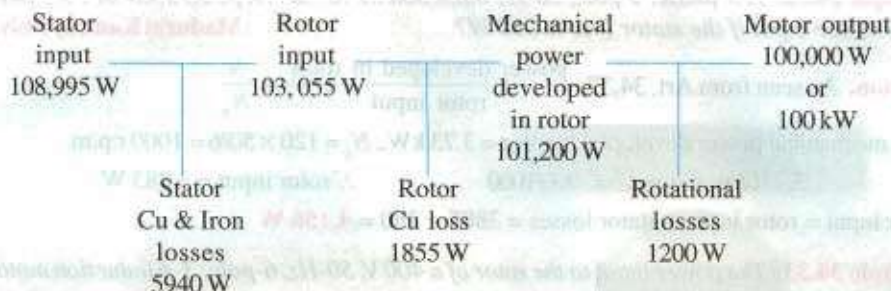 Stator
input
108,995 W
Rotor
input
103,055 W
Mechanical
power
developed
in rotor
101,200 W
Motor output
100,000 W
or
100 kW
Stator
Cu & Iron
losses
5940 W
Rotor
Cu loss
1855 W
Rotational
losses
1200 W